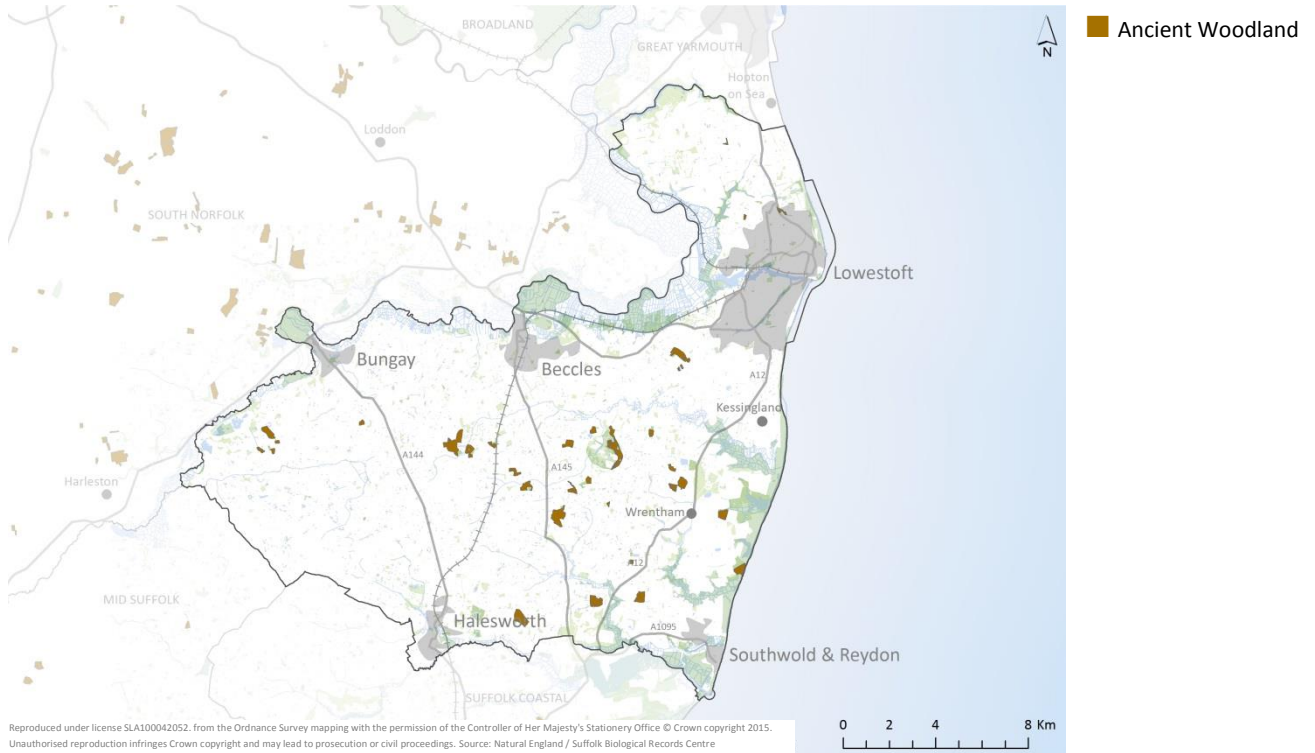 BROADLAND
Ancient Woodland
GREAT YARMOUTH
N
Hopton
on Sea
Loddon
SOUTH NORFOLK
Lowestoft
Bungay
Beccles
A12
Kessingland
A144
A145
Harleston
Wrentham
A12
MID SUFFOLK
Halesworth
A1095
Southwold & Reydon
SUFFOLK COASTAL
Reproduced under license SLA100042052. from the Ordnance Survey mapping with the permission of the Controller of Her Majesty's Stationery Office © Crown copyright 2015.
Unauthorised reproduction infringes Crown copyright and may lead to prosecution or civil proceedings. Source: Natural England / Suffolk Biological Records Centre
0 2 4 8 Km